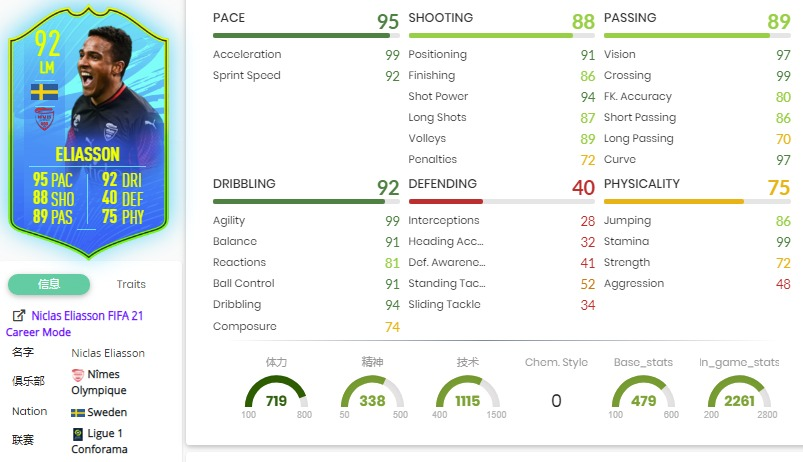 92
LM
ELIASSON
95 PAC 92 DRI
88 SHO 40 DEF
89 PAS 75 PHY
信息 Traits
Niclas Eliasson FIFA 21
Career Mode
名字 Niclas Eliasson
俱乐部 Nîmes
Olympique
Nation Sweden
联赛 Ligue 1
Conforama
PACE 95 SHOOTING 88 PASSING 89
Acceleration 99 Positioning 91 Vision 97
Sprint Speed 92 Finishing 86 Crossing 99
Shot Power 94 FK. Accuracy 80
Long Shots 87 Short Passing 86
Volleys 89 Long Passing 70
Penalties 72 Curve 97
DRIBBLING 92 DEFENDING 40 PHYSICALITY 75
Agility 99 Interceptions 28 Jumping 86
Balance 91 Heading Acc... 32 Stamina 99
Reactions 81 Def. Awarene... 41 Strength 72
Ball Control 91 Standing Tac... 52 Aggression 48
Dribbling 94 Sliding Tackle 34
Composure 74
体力 精神 技术 Chem. Style Base_stats In_game_stats
719 338 1115 0 479 2261
100 800 50 500 400 1500 100 600 200 2800